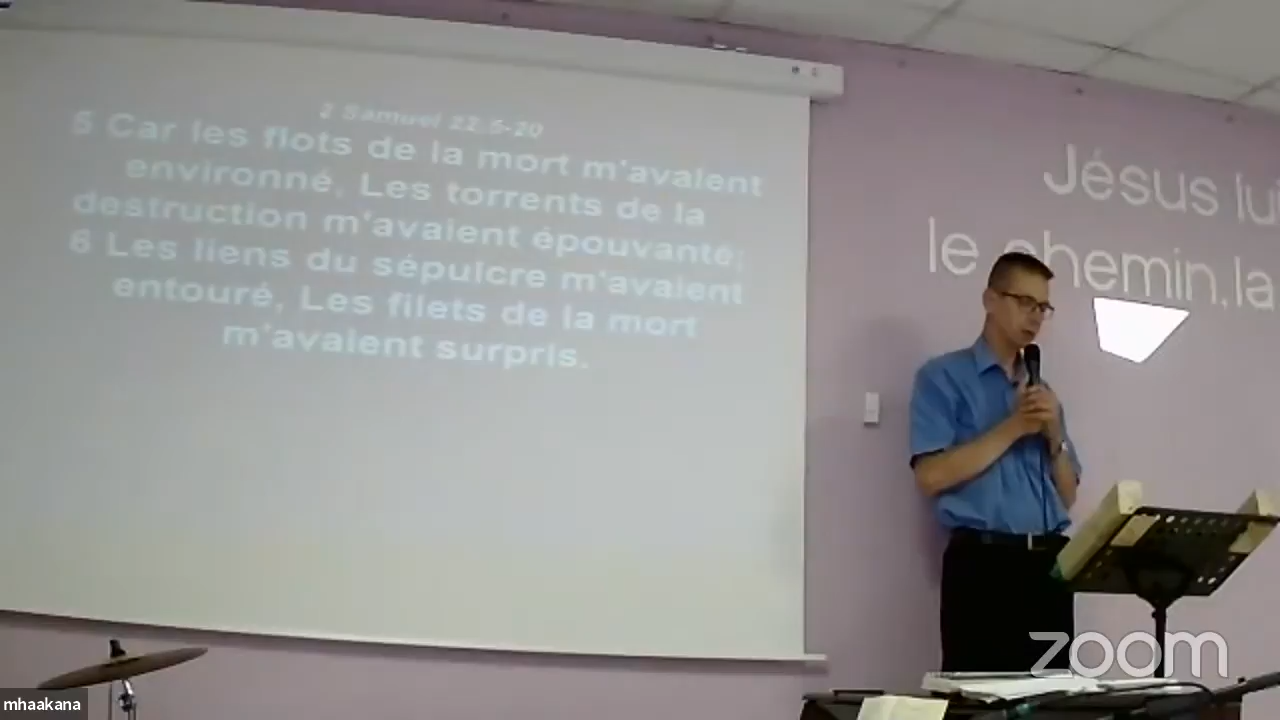 2 Samuel 22:5-20
5 Car les flots de la mort m'avaient
environné, Les torrents de la
destruction m'avaient épouvanté;
6 Les liens du sépulcre m'avaient
entouré, Les filets de la mort
m'avaient surpris.
Jésus lu
le chemin,la
zoom
mhaakana